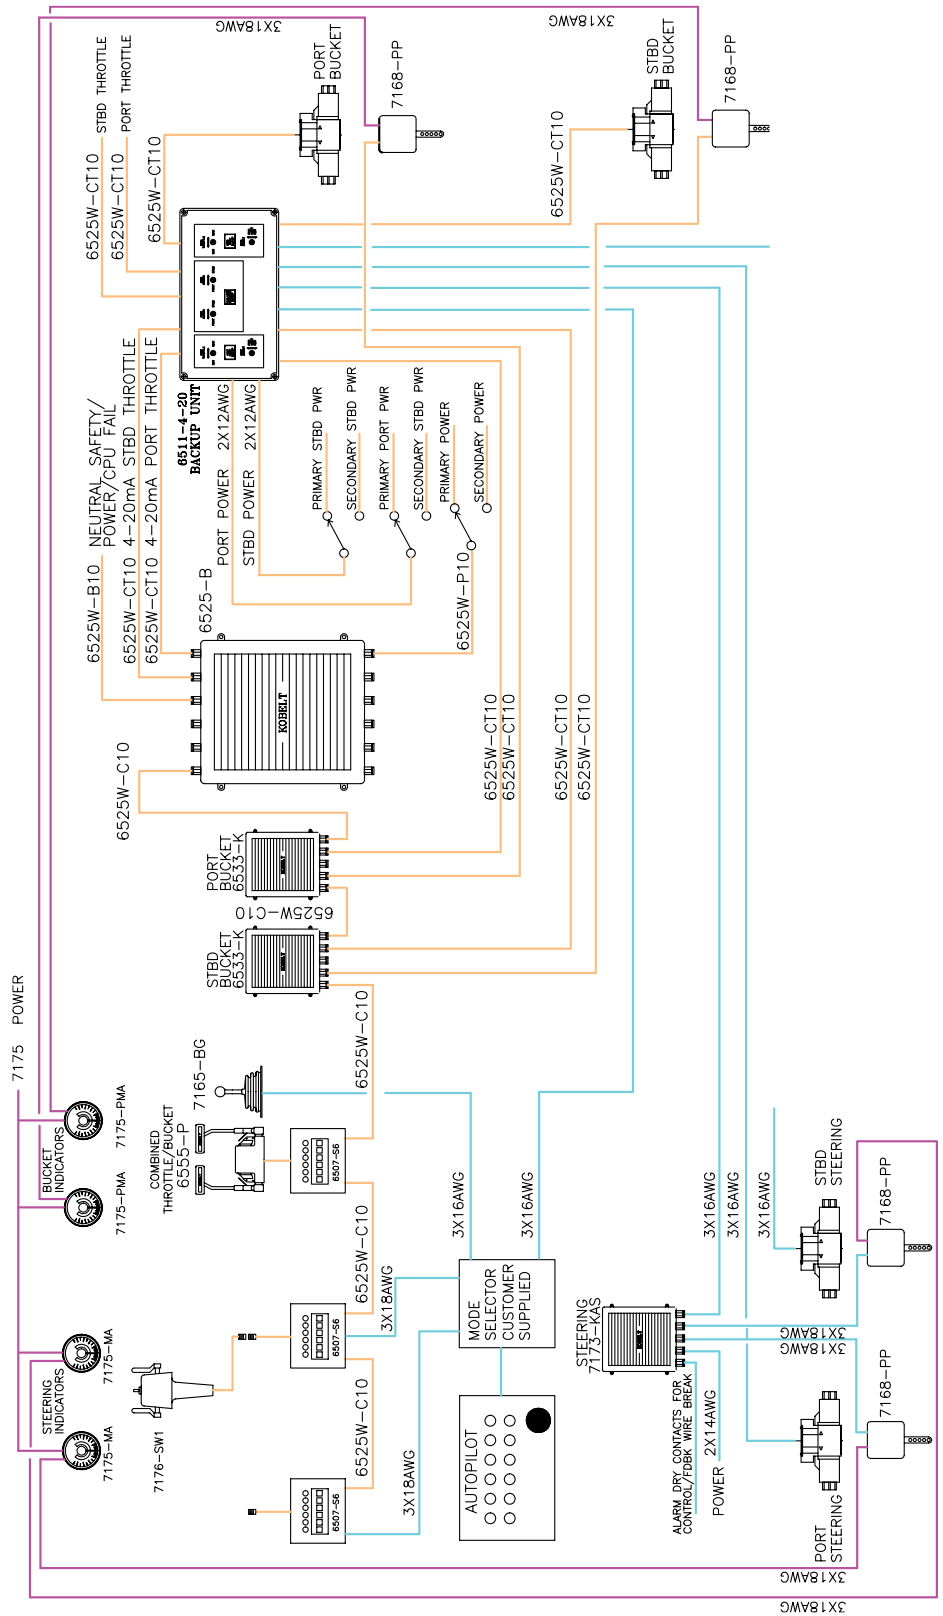 7175 POWER
STEERING
INDICATORS
7175-MA
7175-MA
BUCKET
INDICATORS
7175-PMA
7175-PMA
7176-SW1
COMBINED
THROTTLE/BUCKET
6555-P
7165-BG
6507-S6
6507-S6
6507-S6
6525W-C10
6525W-C10
6525W-C10
3X18AWG
3X18AWG
AUTOPILOT
MODE
SELECTOR
CUSTOMER
SUPPLIED
3X16AWG
3X16AWG
STBD
BUCKET
6533-K
KOBELT
PORT
BUCKET
6533-K
KOBELT
6525W-C10
6525W-C10
6525-B
KOBELT
6525W-B10 NEUTRAL SAFETY/
POWER/CPU FAIL
6525W-CT10 4-20mA STBD THROTTLE
6525W-CT10 4-20mA PORT THROTTLE
6511-4-20
BACKUP UNIT
PORT POWER 2X12AWG
STBD POWER 2X12AWG
PRIMARY STBD PWR
SECONDARY STBD PWR
PRIMARY PORT PWR
SECONDARY STBD PWR
PRIMARY POWER
SECONDARY POWER
6525W-P10
6525W-CT10
6525W-CT10
6525W-CT10
6525W-CT10
6525W-CT10 STBD THROTTLE
6525W-CT10 PORT THROTTLE
6525W-CT10
3X18AWG
PORT
BUCKET
7168-PP
3X18AWG
6525W-CT10
STBD
BUCKET
7168-PP
STEERING
7173-KAS
KOBELT
ALARM DRY CONTACTS FOR
CONTROL/FDBK WIRE BREAK
POWER 2X14AWG
3X16AWG
3X16AWG
3X16AWG
3X18AWG
3X18AWG
PORT
STEERING
7168-PP
STBD
STEERING
7168-PP
3X18AWG
3X18AWG